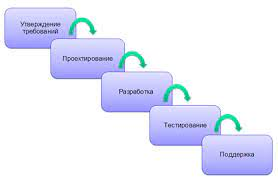 Утверждение
требований
Проектирование
Разработка
Тестирование
Поддержка